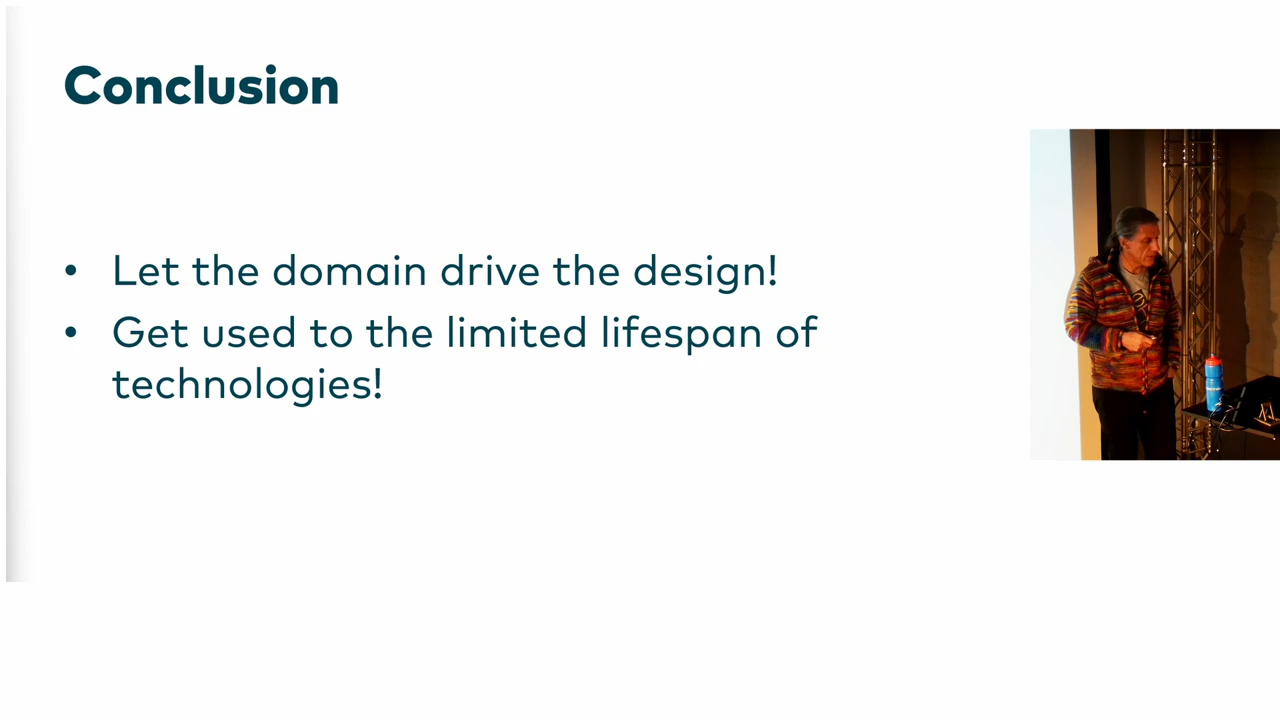 Conclusion
• Let the domain drive the design!
• Get used to the limited lifespan of
technologies!